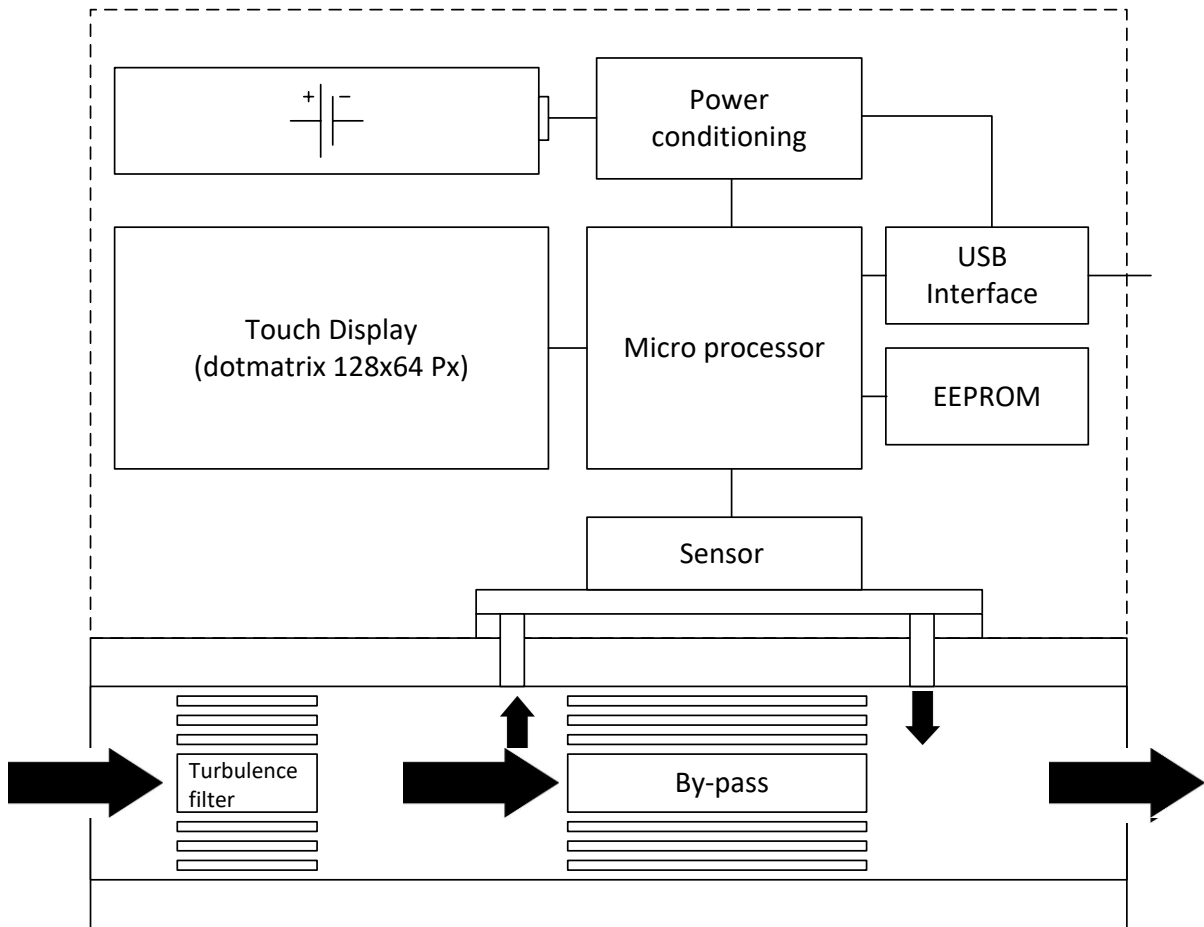 + −
Power
conditioning
USB
Interface
Touch Display
(dotmatrix 128x64 Px)
Micro processor
EEPROM
Sensor
Turbulence
filter
By-pass